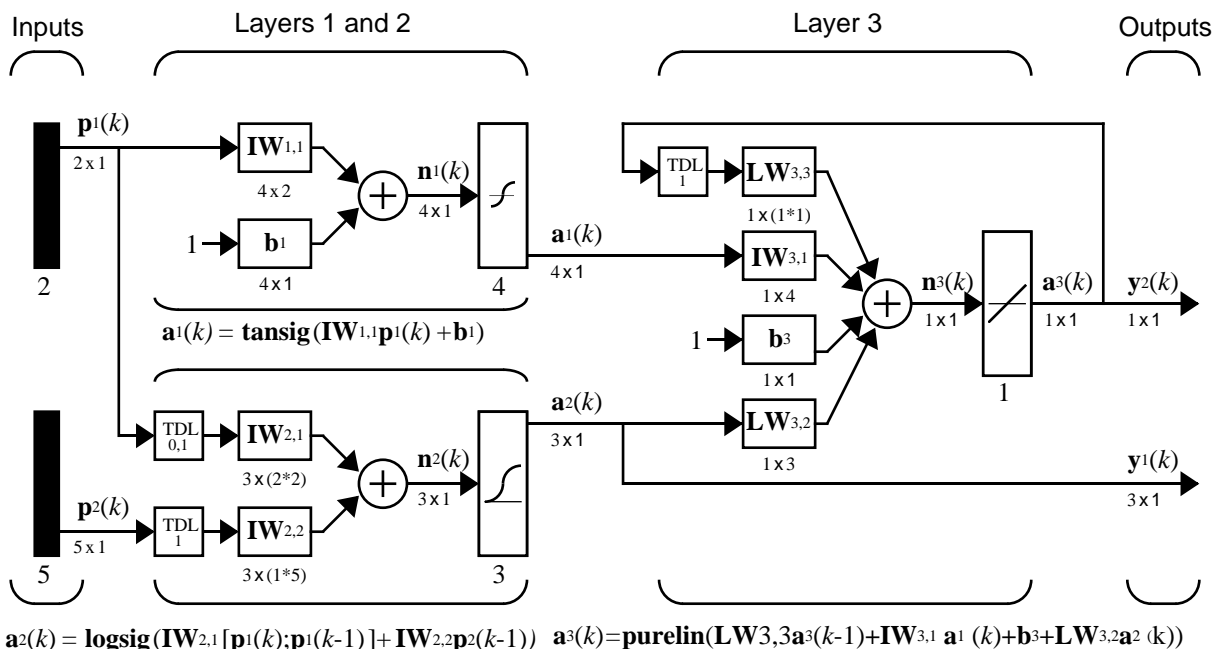 Inputs Layers 1 and 2 Layer 3 Outputs
p1(k)
2 x 1
IW1,1
4 x 2
1
b1
4 x 1
n1(k)
4 x 1
2
4
a1(k) = tansig (IW1,1p1(k) +b1)
a1(k)
4 x 1
TDL
1
LW3,3
1 x (1*1)
IW3,1
1 x 4
1
b3
1 x 1
LW3,2
1 x 3
n3(k)
1 x 1
1
a3(k)
1 x 1
y2(k)
1 x 1
TDL
0,1
IW2,1
3 x (2*2)
p2(k)
5 x 1
TDL
1
IW2,2
3 x (1*5)
n2(k)
3 x 1
5
3
a2(k)
3 x 1
y1(k)
3 x 1
a2(k) = logsig (IW2,1 [p1(k);p1(k-1)]+ IW2,2p2(k-1)) a3(k)=purelin(LW3,3a3(k-1)+IW3,1 a1 (k)+b3+LW3,2a2 (k))